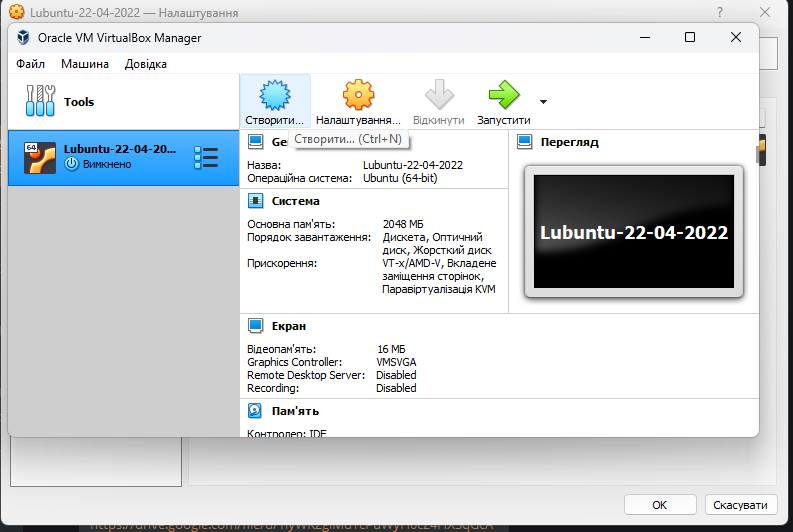 Lubuntu-22-04-2022 — Налаштування
?
Oracle VM VirtualBox Manager
Файл Машина Довідка
Tools
Створити... Налаштування... Відкинути Запустити
Створити... (Ctrl+N)
64
Lubuntu-22-04-20...
Вимкнено
Ge
Назва: Lubuntu-22-04-2022
Операційна система: Ubuntu (64-bit)
Система
Основна пам'ять: 2048 МБ
Порядок завантаження: Дискета, Оптичний
диск, Жорсткий диск
Прискорення: VT-x/AMD-V, Вкладене
заміщення сторінок,
Паравіртуалізація KVM
Екран
Відеопам'ять: 16 МБ
Graphics Controller: VMSVGA
Remote Desktop Server: Disabled
Recording: Disabled
Пам'ять
Контролер: IDE
Перегляд
Lubuntu-22-04-2022
OK Скасувати